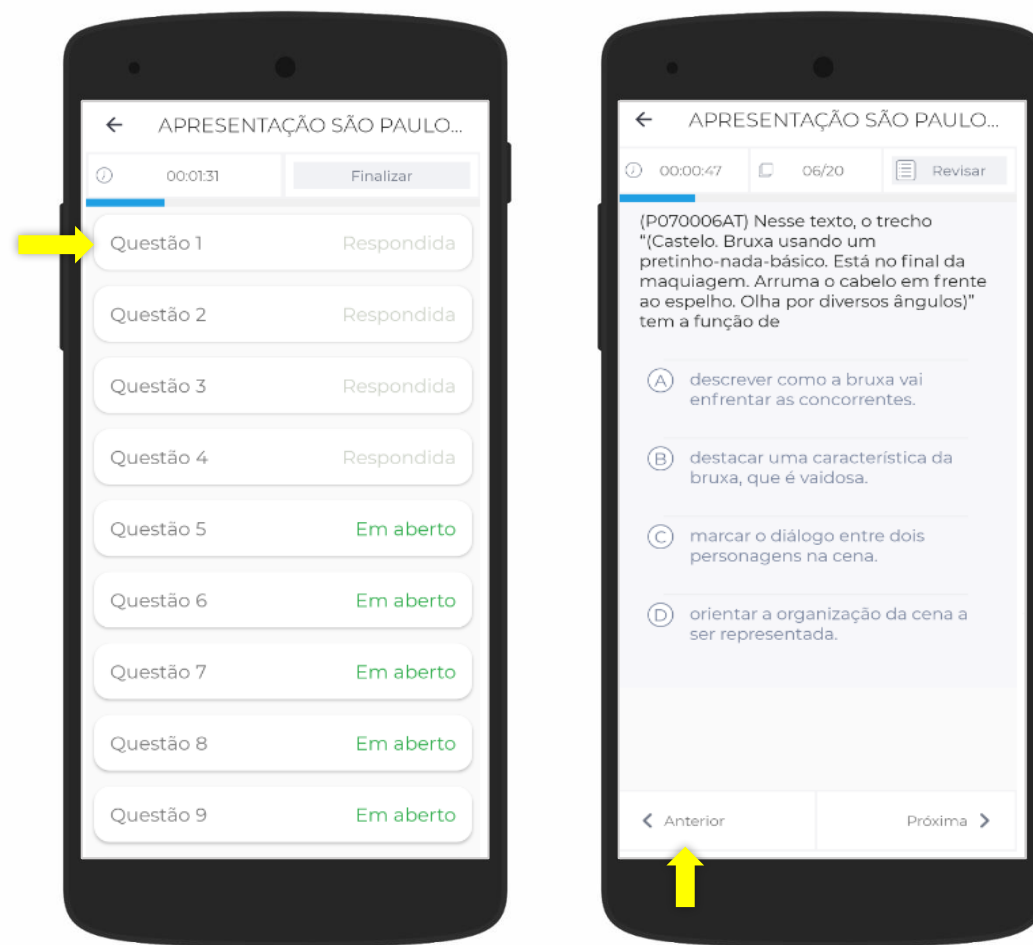 APRESENTAÇÃO SÃO PAULO...
00:01:31
Finalizar
Questão 1
Respondida
Questão 2
Respondida
Questão 3
Respondida
Questão 4
Respondida
Questão 5
Em aberto
Questão 6
Em aberto
Questão 7
Em aberto
Questão 8
Em aberto
Questão 9
Em aberto
APRESENTAÇÃO SÃO PAULO...
00:00:47
06/20
Revisar
(P070006AT) Nesse texto, o trecho
"(Castelo. Bruxa usando um
pretinho-nada-básico. Está no final da
maquiagem. Arruma o cabelo em frente
ao espelho. Olha por diversos ângulos)"
tem a função de
A descrever como a bruxa vai
enfrentar as concorrentes.
B destacar uma característica da
bruxa, que é vaidosa.
C marcar o diálogo entre dois
personagens na cena.
D orientar a organização da cena a
ser representada.
Anterior
Próxima